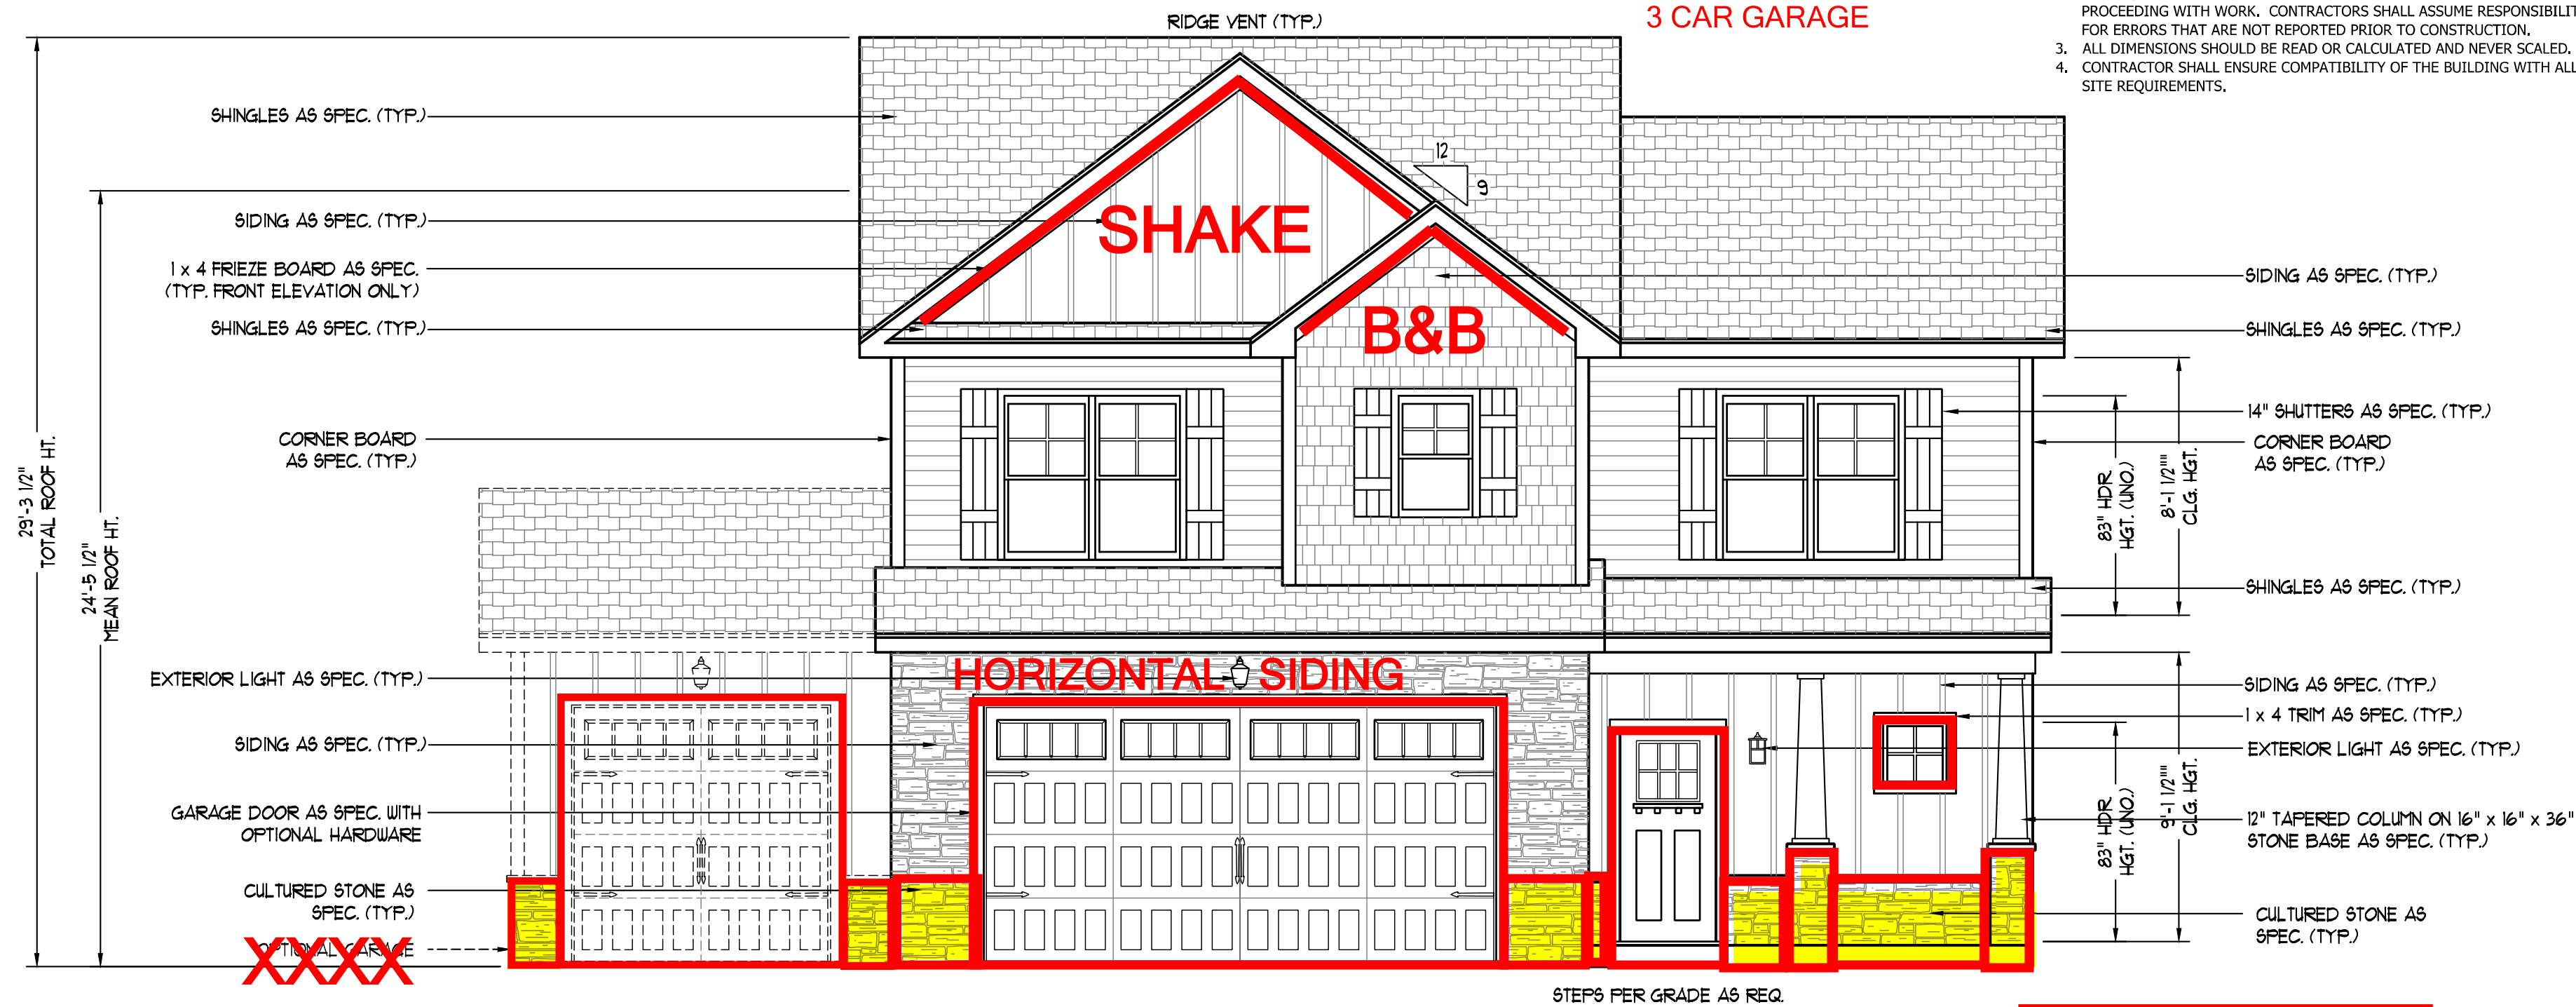 RIDGE VENT (TYP.)
3 CAR GARAGE
PROCEEDING WITH WORK. CONTRACTORS SHALL ASSUME
FOR ERRORS THAT ARE NOT REPORTED PRIOR TO CONSTRUCTION.
3. ALL DIMENSIONS SHOULD BE READ OR CALCULATED AND NEVER SCALED.
4. CONTRACTOR SHALL ENSURE COMPATIBILITY OF THE BUILDING WITH ALL
SITE REQUIREMENTS.
SHINGLES AS SPEC. (TYP.)
SIDING AS SPEC. (TYP.)
1 x 4 FRIEZE BOARD AS SPEC.
(TYP. FRONT ELEVATION ONLY)
SHINGLES AS SPEC. (TYP.)
CORNER BOARD
AS SPEC. (TYP.)
29'-3 1/2"
TOTAL ROOF HT.
24'-5 1/2"
MEAN ROOF HT.
EXTERIOR LIGHT AS SPEC. (TYP.)
SIDING AS SPEC. (TYP.)
GARAGE DOOR AS SPEC. WITH
OPTIONAL HARDWARE
CULTURED STONE AS
SPEC. (TYP.)
OPTIONAL GARAGE
XXXX
12
9
SHAKE
B&B
HORIZONTAL SIDING
SIDING AS SPEC. (TYP.)
SHINGLES AS SPEC. (TYP.)
14" SHUTTERS AS SPEC. (TYP.)
CORNER BOARD
AS SPEC. (TYP.)
83" HDR
HGT. (UNO.)
8'-1 1/2""
CLG. HGT.
SHINGLES AS SPEC. (TYP.)
SIDING AS SPEC. (TYP.)
1 x 4 TRIM AS SPEC. (TYP.)
EXTERIOR LIGHT AS SPEC. (TYP.)
83" HDR
HGT. (UNO.)
9'-1 1/2""
CLG. HGT.
12" TAPERED COLUMN ON 16" x 16" x 36"
STONE BASE AS SPEC. (TYP.)
CULTURED STONE AS
SPEC. (TYP.)
STEPS PER GRADE AS REQ.